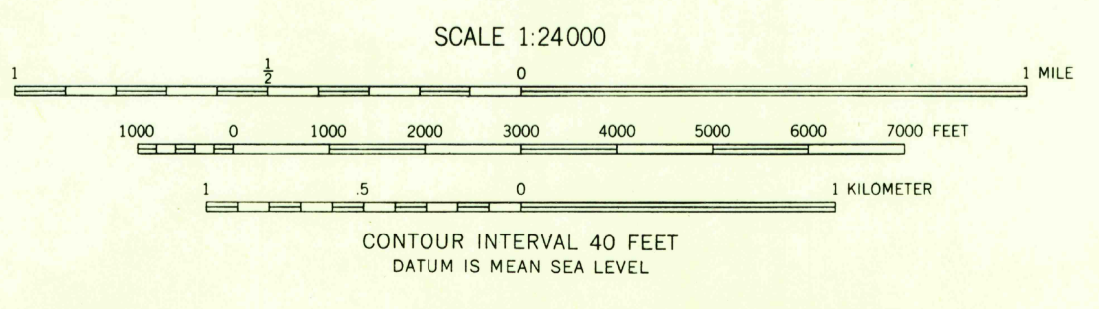 SCALE 1:24000
1 1/2 0 1 MILE
1000 0 1000 2000 3000 4000 5000 6000 7000 FEET
1 .5 0 1 KILOMETER
CONTOUR INTERVAL 40 FEET
DATUM IS MEAN SEA LEVEL